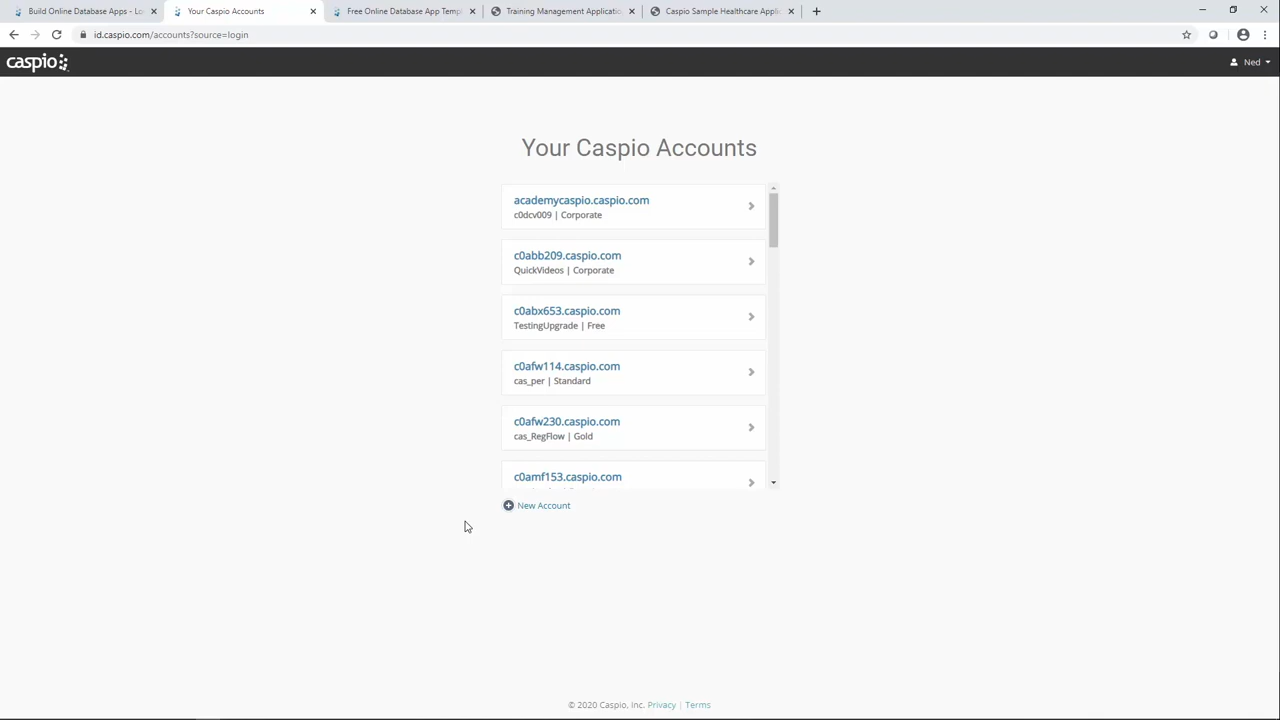 Build Online Database Apps - Lo
Your Caspio Accounts
Free Online Database App Temp
Training Management Applicatio
Caspio Sample Healthcare Applic
id.caspio.com/accounts?source=login
caspio
Ned
Your Caspio Accounts
academycaspio.caspio.com
c0dcv009 | Corporate
c0abb209.caspio.com
QuickVideos | Corporate
c0abx653.caspio.com
TestingUpgrade | Free
c0afw114.caspio.com
cas_per | Standard
c0afw230.caspio.com
cas_RegFlow | Gold
c0amf153.caspio.com
New Account
© 2020 Caspio, Inc. Privacy | Terms